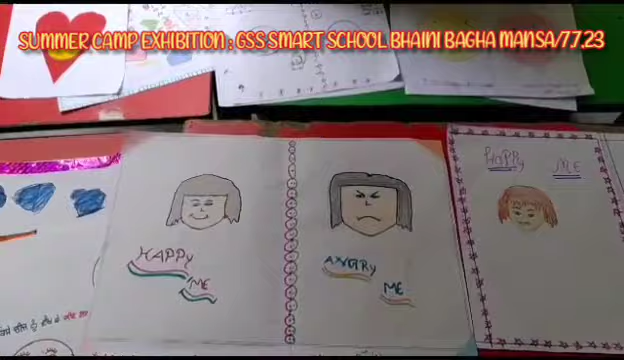 SUMMER CAMP EXHIBITION : GSS SMART SCHOOL BHAINI BAGHA MANSA/7.7.23
HAPPY
ME
ANGRY
ME
HAPPY ME